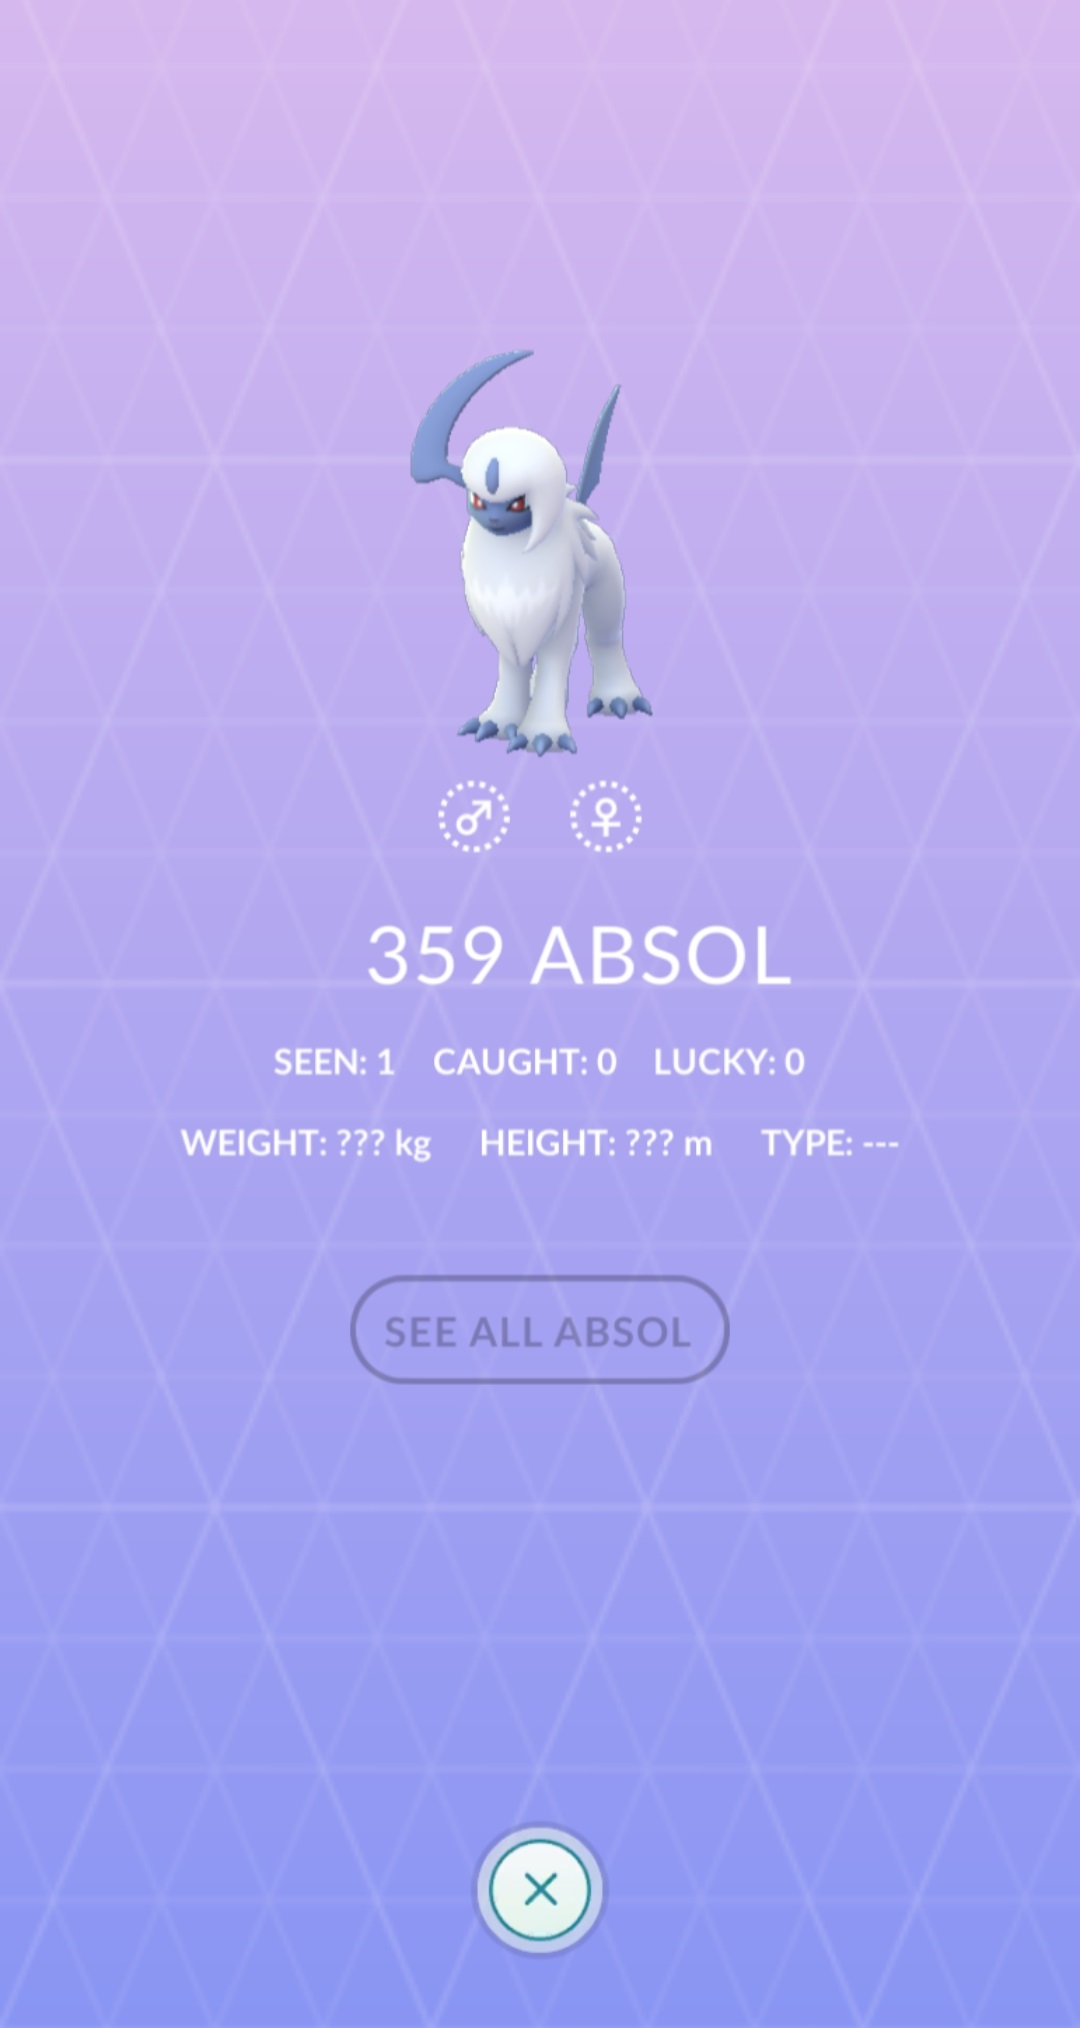 359 ABSOL
SEEN: 1 CAUGHT: 0 LUCKY: 0
WEIGHT: ??? kg HEIGHT: ??? m TYPE: ---
SEE ALL ABSOL